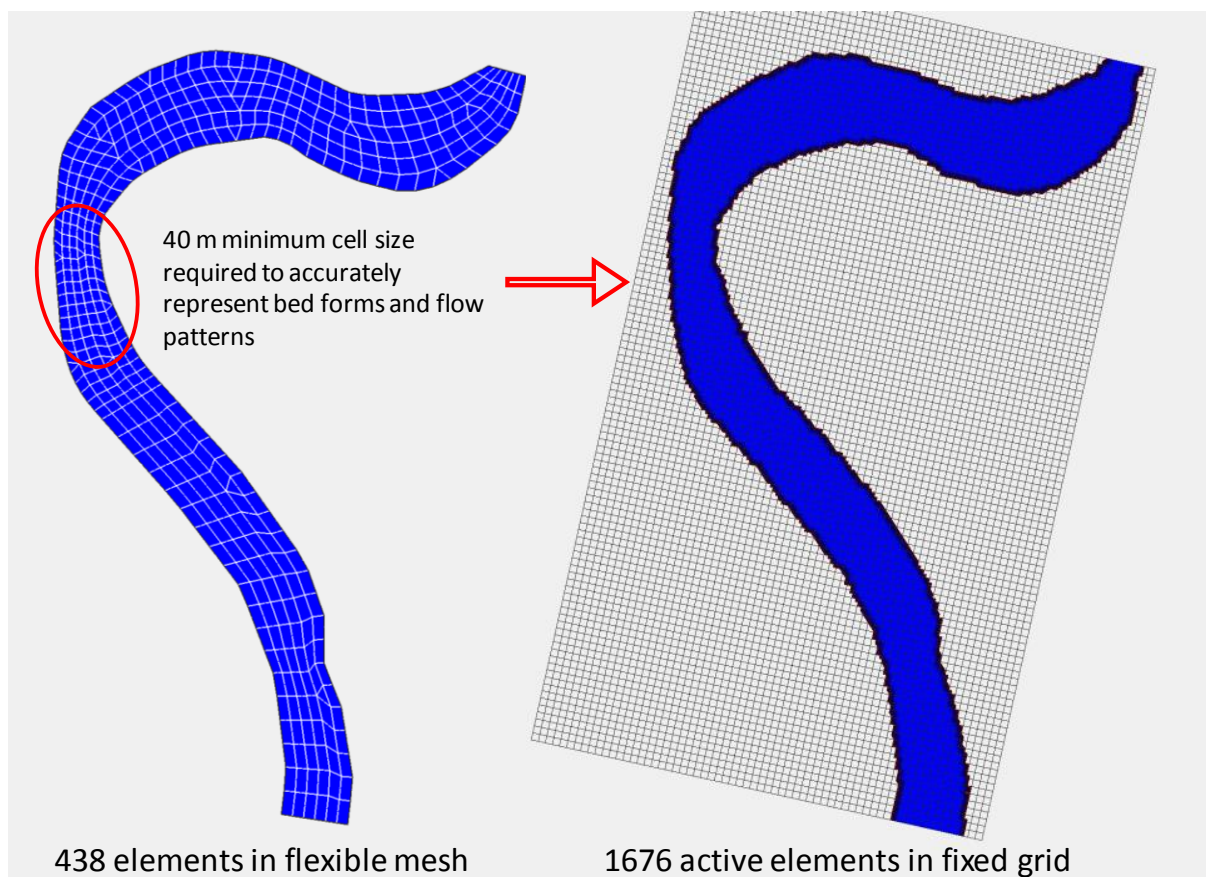 40 m minimum cell size
required to accurately
represent bed forms and flow
patterns
438 elements in flexible mesh
1676 active elements in fixed grid